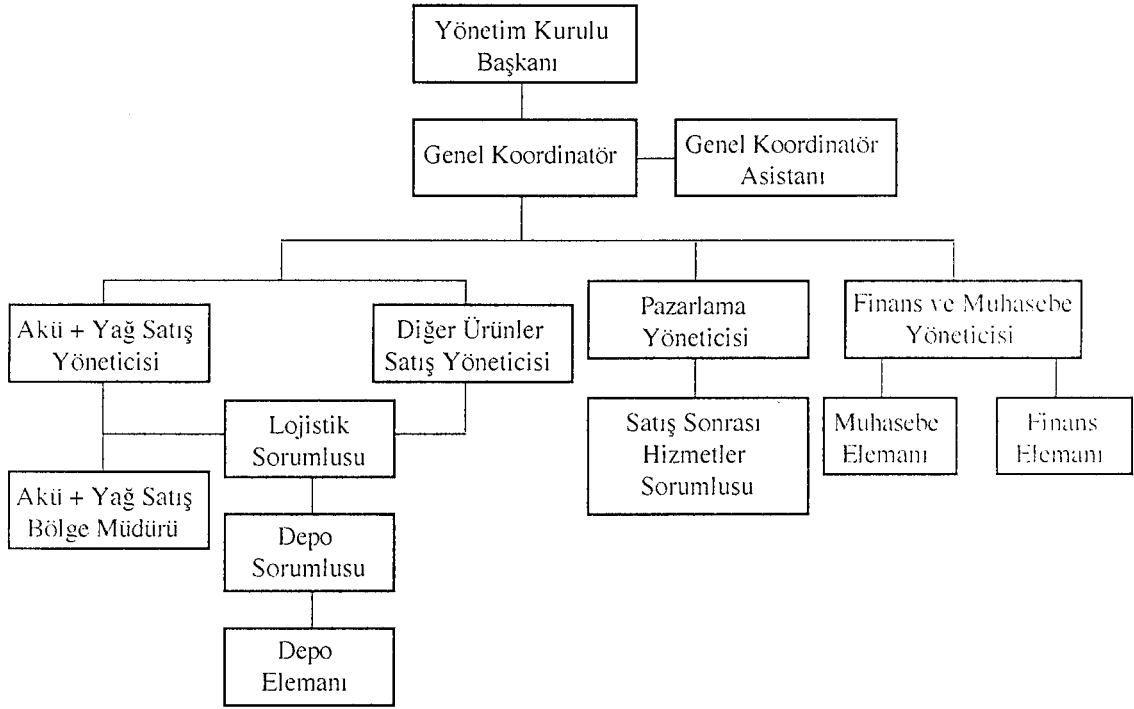 Yönetim Kurulu
Başkanı
Genel Koordinatör
Genel Koordinatör
Asistanı
Akü + Yağ Satış
Yöneticisi
Diğer Ürünler
Satış Yöneticisi
Pazarlama
Yöneticisi
Finans ve Muhasebe
Yöneticisi
Lojistik
Sorumlusu
Satış Sonrası
Hizmetler
Sorumlusu
Muhasebe
Elemanı
Finans
Elemanı
Akü + Yağ Satış
Bölge Müdürü
Depo
Sorumlusu
Depo
Elemanı